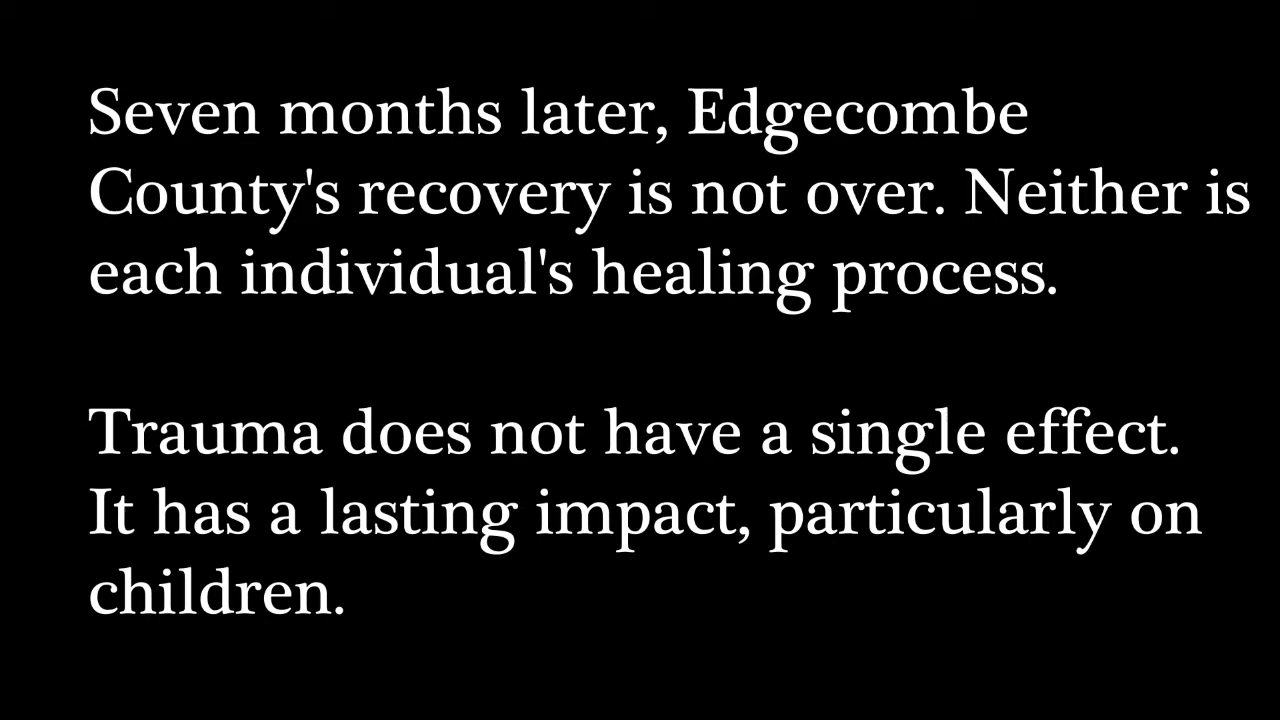 Seven months later, Edgecombe
County's recovery is not over. Neither is
each individual's healing process.
Trauma does not have a single effect.
It has a lasting impact, particularly on
children.